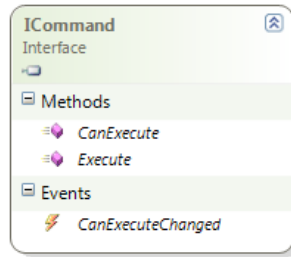 ICommand
Interface
Methods
CanExecute
Execute
Events
CanExecuteChanged